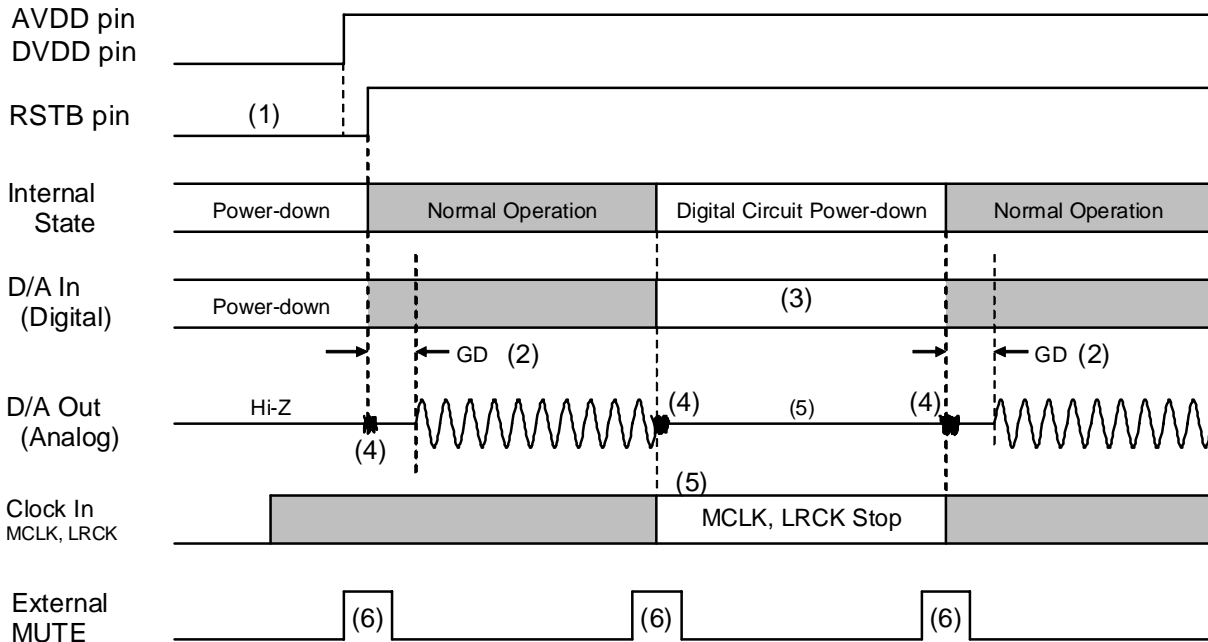 AVDD pin
DVDD pin
RSTB pin
(1)
Internal
State
Power-down
Normal Operation
Digital Circuit Power-down
Normal Operation
D/A In
(Digital)
Power-down
(3)
GD (2)
GD (2)
D/A Out
(Analog)
Hi-Z
(4)
(4)
(5)
(4)
Clock In
MCLK, LRCK
(5)
MCLK, LRCK Stop
External
MUTE
(6)
(6)
(6)